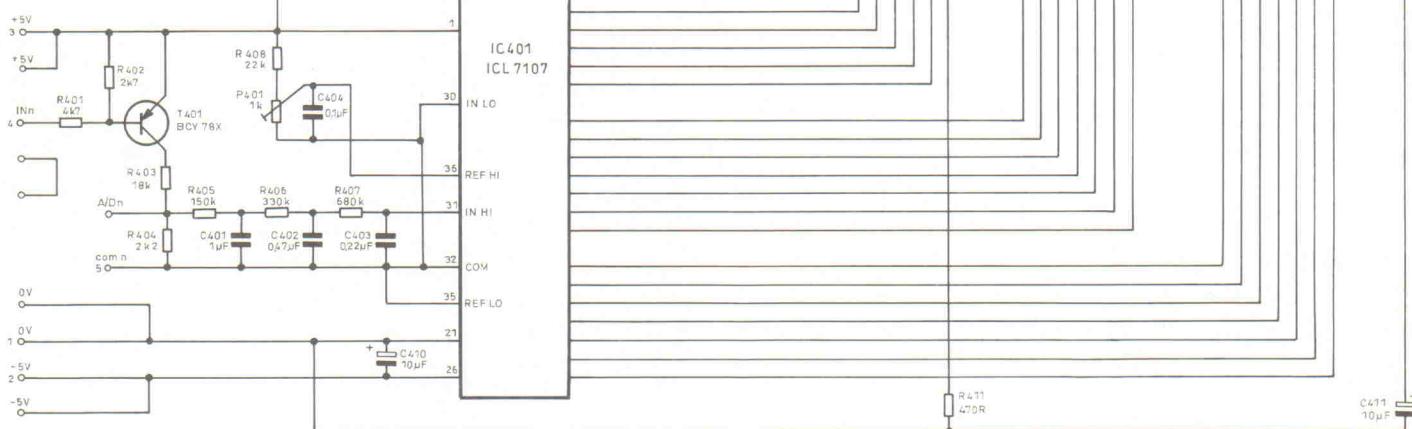 +5V
3
+5V
R402
2k7
R401
4k7
INn
4
T401
BCY 78X
R403
18k
A/Dn
R404
2k2
com n
5
0V
0V
1
-5V
2
-5V
R405
150k
R406
330k
R407
680k
C401
1µF
C402
0,47µF
C403
0,22µF
R408
22k
P401
1k
C404
0,1µF
+
C410
10µF
1
30
36
31
32
35
21
26
IC401
ICL 7107
IN LO
REF HI
IN HI
COM
REF LO
R411
470R
C411
10µF